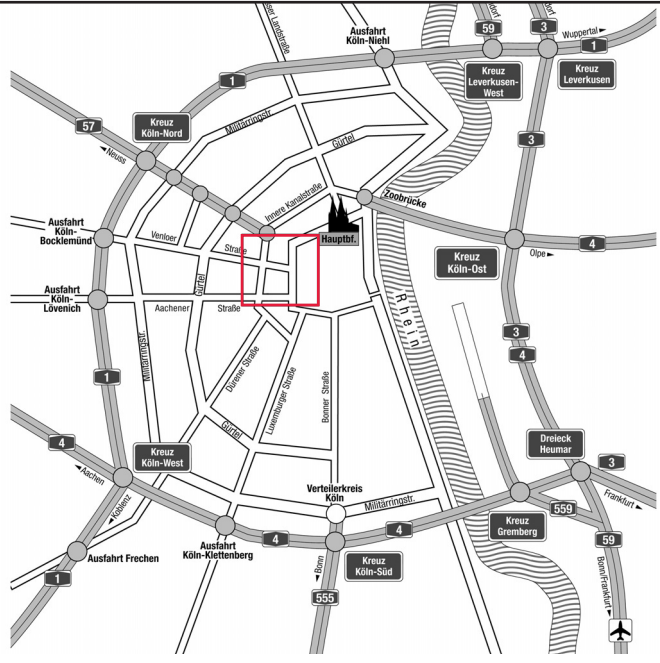 ser Landstraße
Ausfahrt
Köln-Niehl
59
3
Wuppertal
1
Kreuz
Leverkusen-
West
Kreuz
Leverkusen
1
57
Kreuz
Köln-Nord
Neuss
Militärringstr.
Gürtel
3
Innere Kanalstraße
Zoobrücke
Ausfahrt
Köln-
Bocklemünd
Venloer
Straße
Hauptbf.
4
Olpe
Kreuz
Köln-Ost
Ausfahrt
Köln-
Lövenich
Gürtel
Aachener
Straße
Rhein
1
Militärringstr.
Dürener Straße
Luxemburger Straße
Bonner Straße
3
4
4
Aachen
Kreuz
Köln-West
Gürtel
Dreieck
Heumar
3
Frankfurt
Koblenz
Verteilerkreis
Köln
Militärringstr.
559
Kreuz
Gremberg
59
Ausfahrt Frechen
1
Ausfahrt
Köln-Klettenberg
4
4
Bonn
Kreuz
Köln-Süd
555
Bonn/Frankfurt